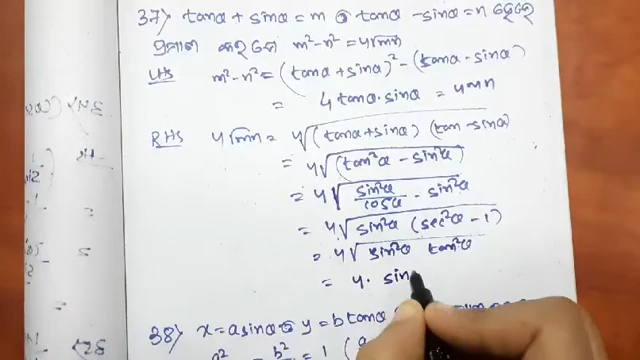 37) tanα + sinα = m ଓ tanα - sinα = n ହେଲେ
ପ୍ରମାଣ କର ଯେ m² - n² = 4√mn
LHS m² - n² = (tanα + sinα)² - (tanα - sinα)
= 4 tanα · sinα = 4mn
RHS 4√mn = 4√(tanα + sinα) (tan - sinα)
= 4√(tan²α - sin²α)
= 4√sin²α/cos²α - sin²α
= 4√sin²α (sec²α - 1)
= 4√sin²α tan²α
= 4 · sin
38) x = a sinα ଓ y = b tanα